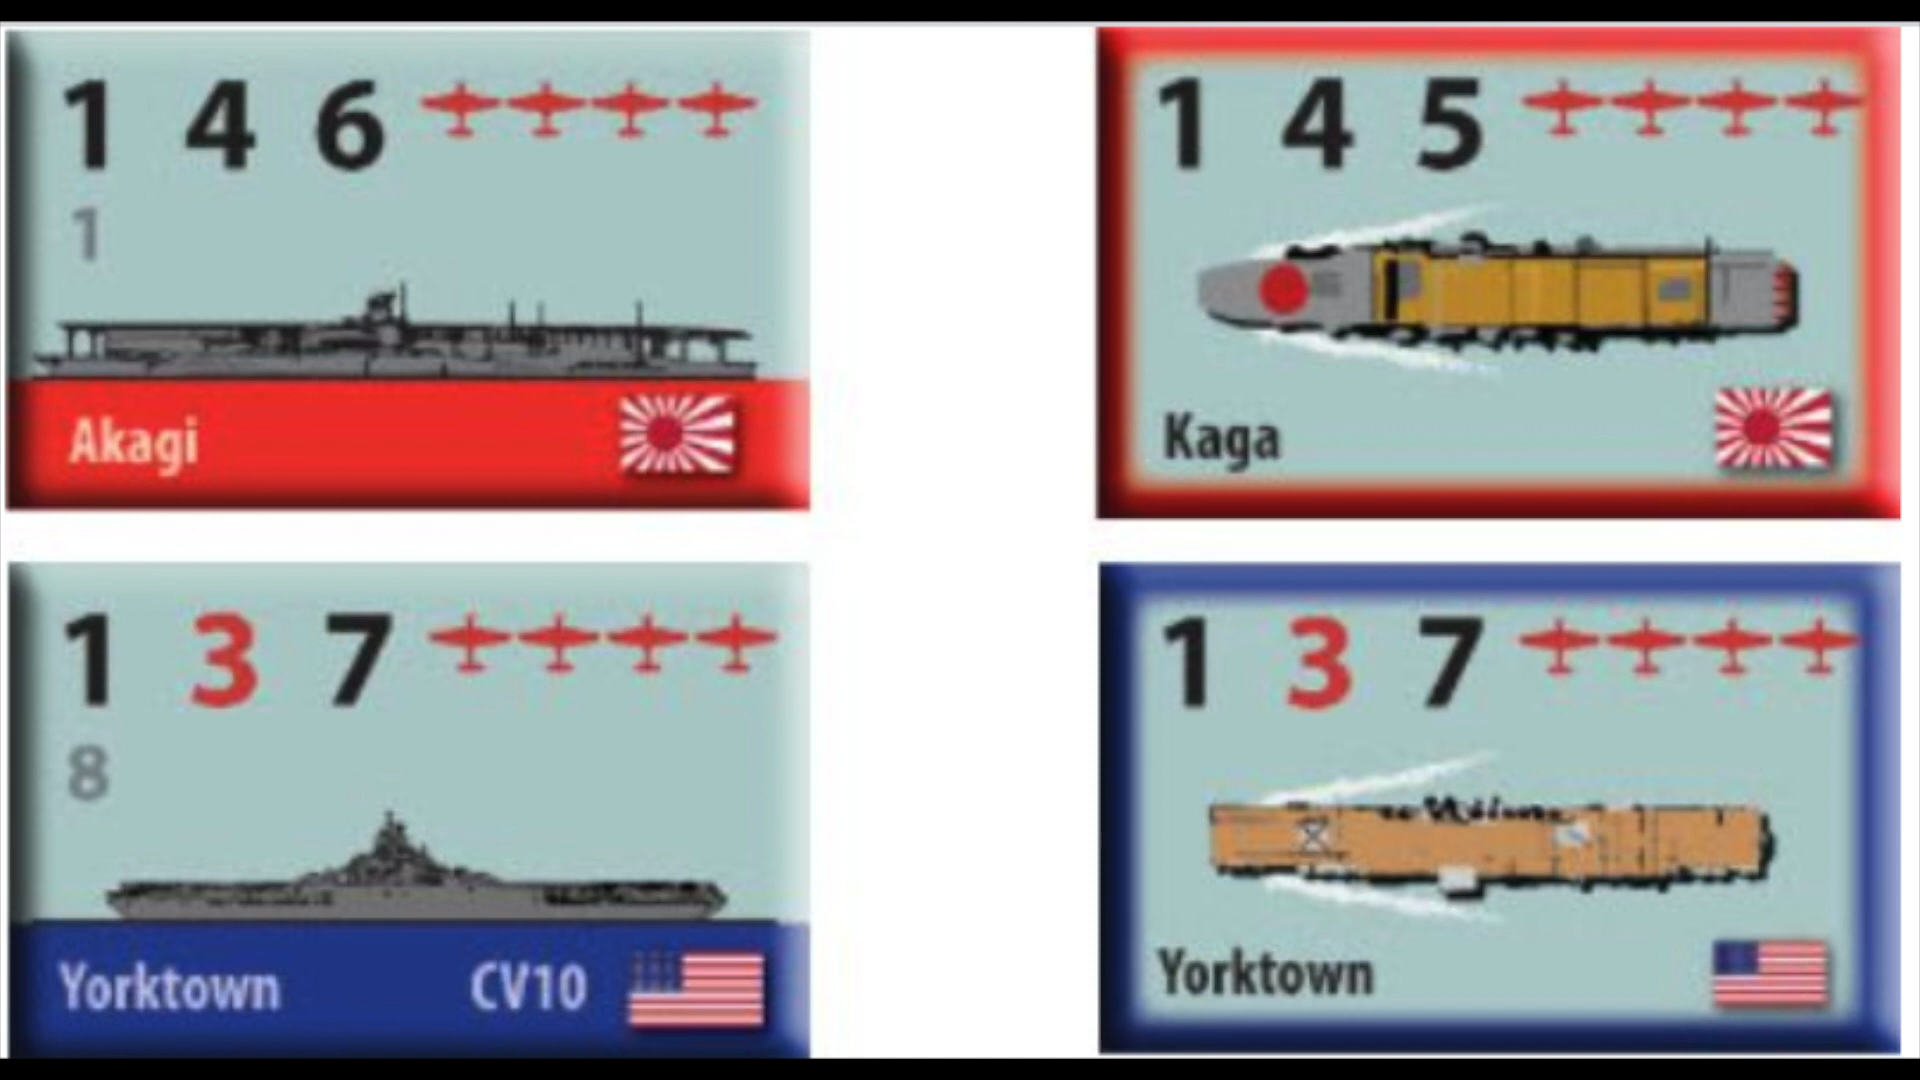 1 4 6
1
Akagi
1 4 5
Kaga
1 3 7
8
Yorktown CV10
1 3 7
Yorktown